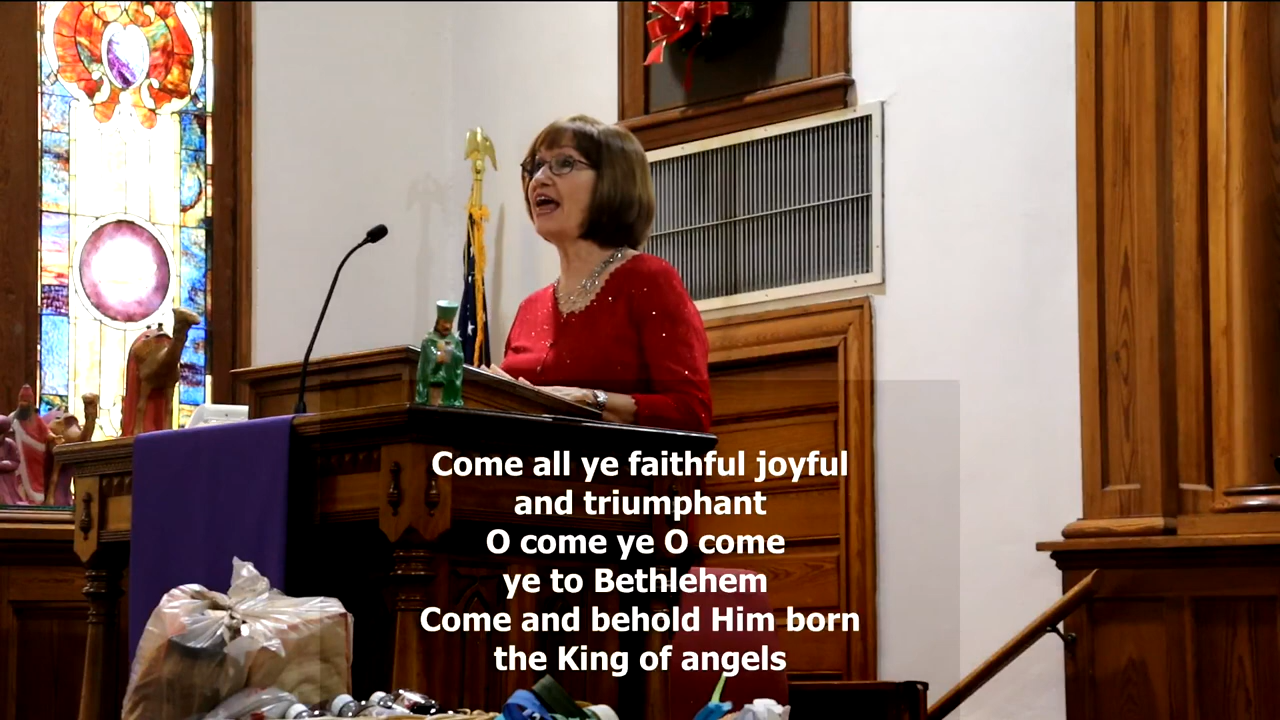 Come all ye faithful joyful
and triumphant
O come ye O come
ye to Bethlehem
Come and behold Him born
the King of angels